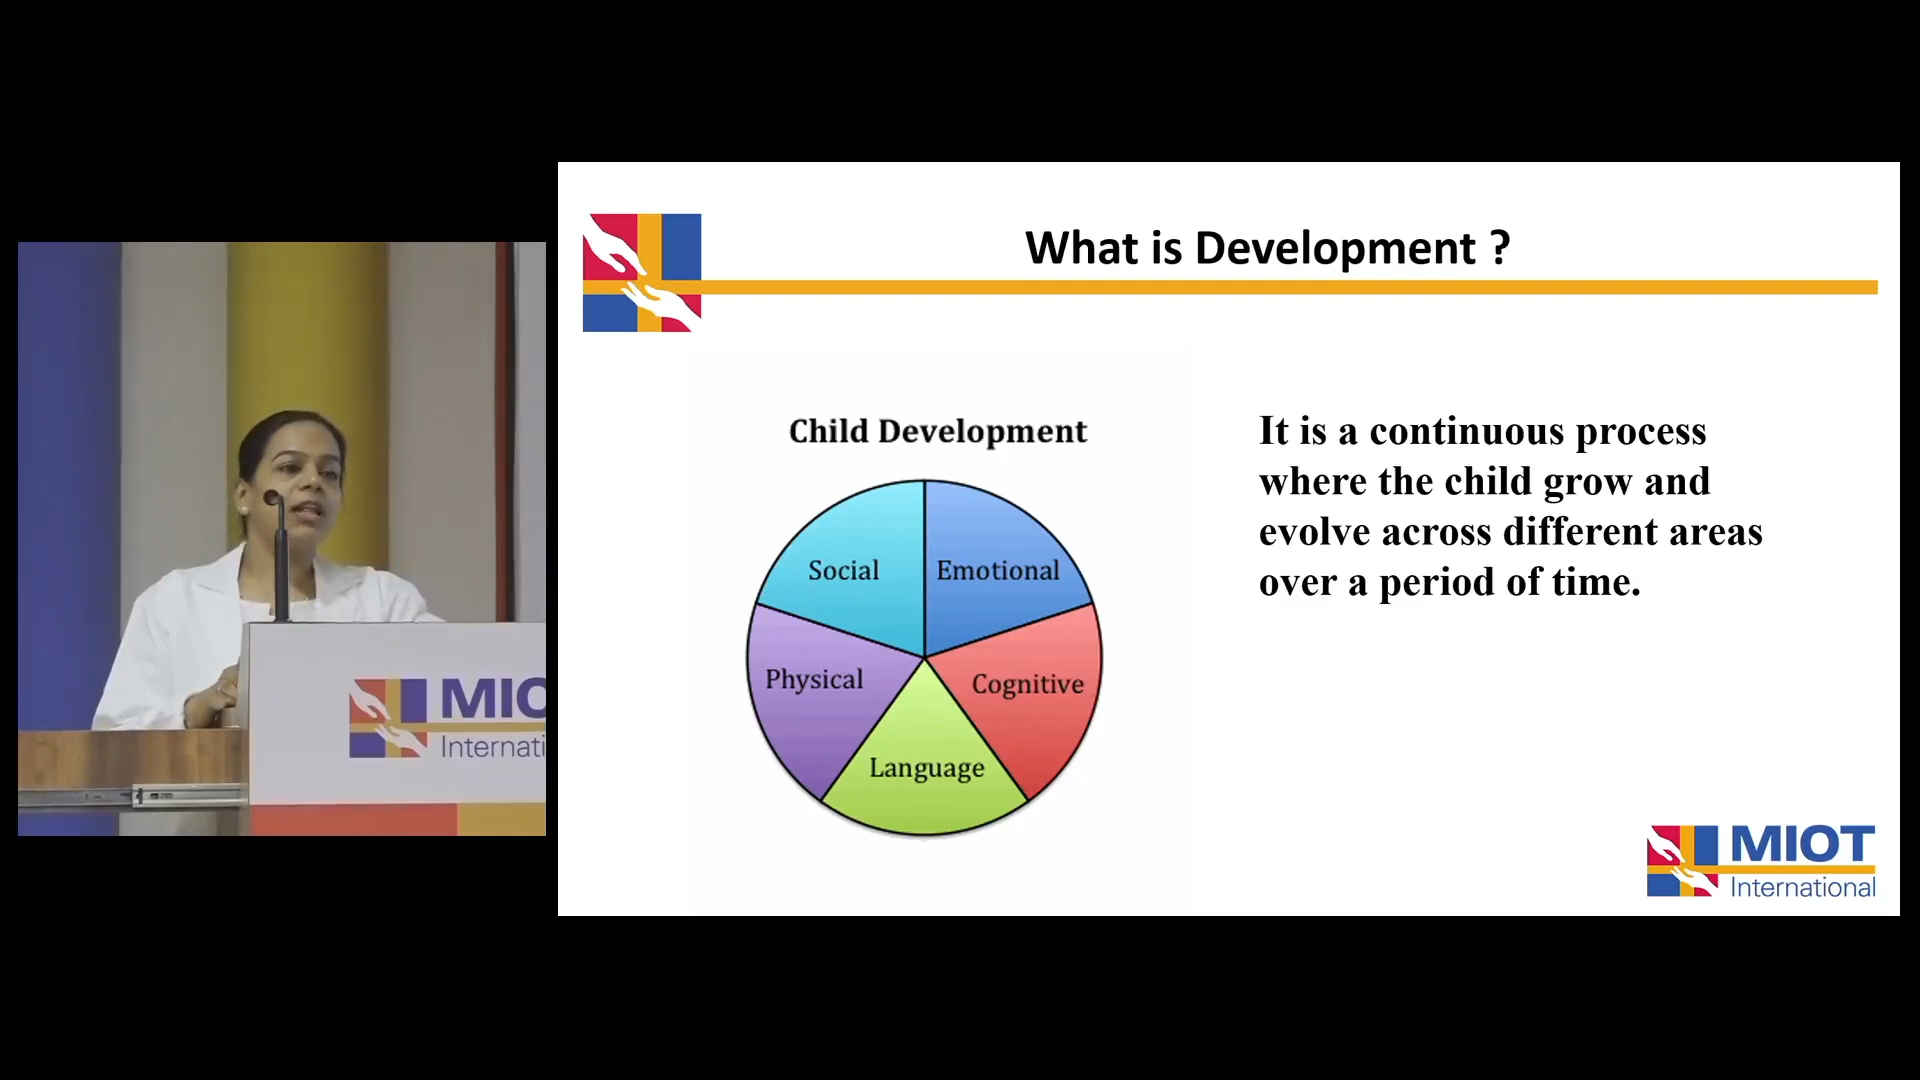 What is Development ?
Child Development
Social
Emotional
Physical
Cognitive
Language
It is a continuous process
where the child grow and
evolve across different areas
over a period of time.
MIOT
International
MIO
Internati